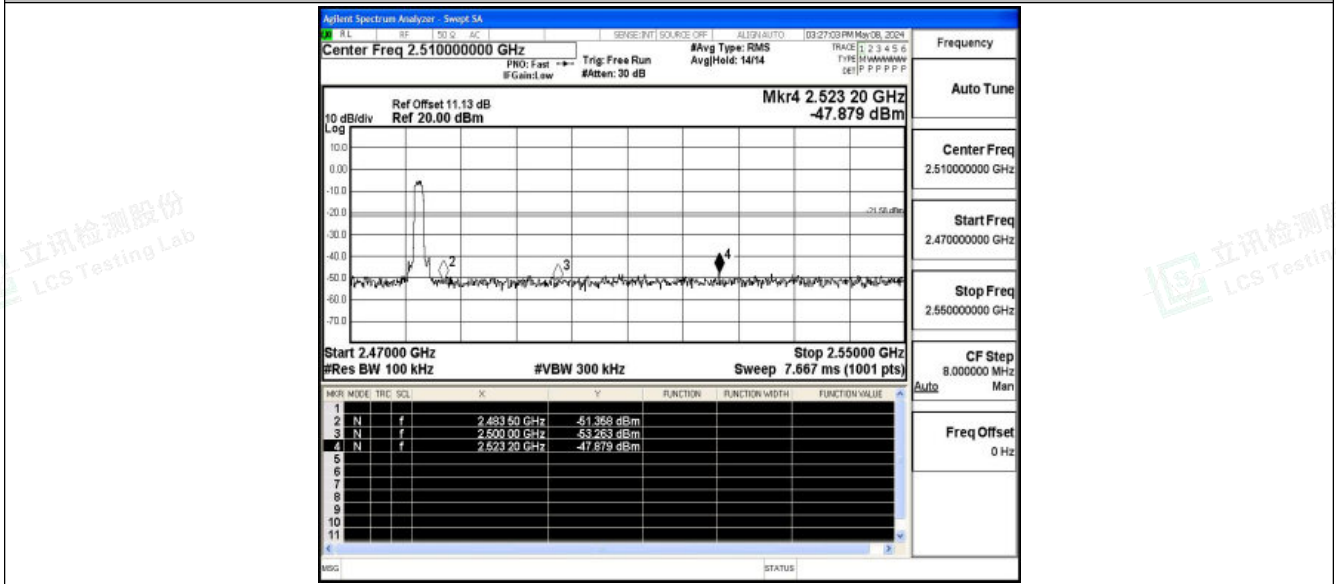 Agilent Spectrum Analyzer - Swept SA
RL RF 50 Ω AC SENSE:INT SOURCE OFF ALIGNAUTO 03:27:03 PM May 08, 2024
Center Freq 2.510000000 GHz
PNO: Fast
IFGain:Low
Trig: Free Run
#Atten: 30 dB
#Avg Type: RMS
Avg|Hold: 14/14
TRACE 1 2 3 4 5 6
TYPE M WWWWW
DET P P P P P P
Frequency
Auto Tune
Center Freq
2.510000000 GHz
Start Freq
2.470000000 GHz
Stop Freq
2.550000000 GHz
CF Step
8.000000 MHz
Auto Man
Freq Offset
0 Hz
Mkr4 2.523 20 GHz
-47.879 dBm
Ref Offset 11.13 dB
10 dB/div Ref 20.00 dBm
Log
10.0
0.00
-10.0
-20.0
-21.58 dBm
-30.0
-40.0
-50.0
-60.0
-70.0
2
3
4
Start 2.47000 GHz Stop 2.55000 GHz
#Res BW 100 kHz #VBW 300 kHz Sweep 7.667 ms (1001 pts)
MKR MODE TRC SCL X Y FUNCTION FUNCTION WIDTH FUNCTION VALUE
1
2 N f 2.483 50 GHz -51.358 dBm
3 N f 2.500 00 GHz -53.263 dBm
4 N f 2.523 20 GHz -47.879 dBm
5
6
7
8
9
10
11
MSG STATUS
立讯检测股份
LCS Testing Lab
立讯检测
LCS Testin